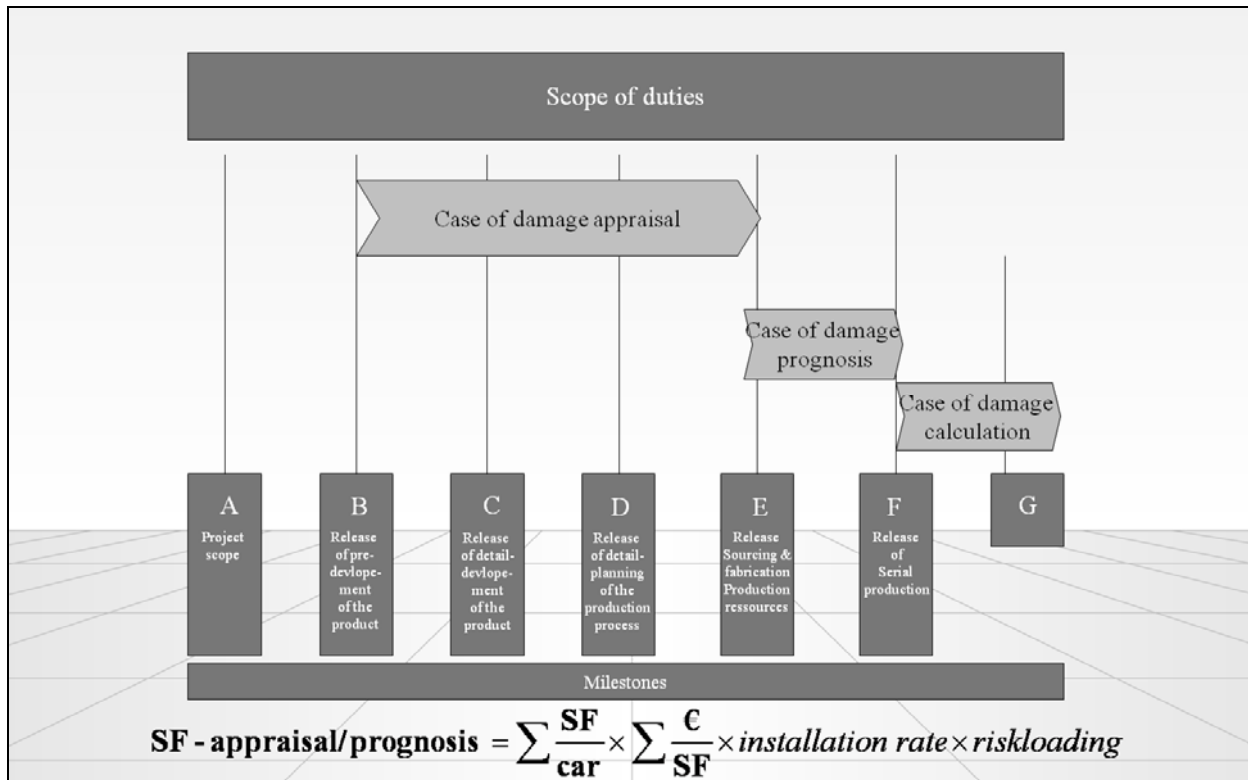 Scope of duties
Case of damage appraisal
Case of damage
prognosis
Case of damage
calculation
A
Project
scope
B
Release
of pre-
devlope-
ment
of the
product
C
Release
of detail-
devlope-
ment
of the
product
D
Release
of detail-
planning
of the
production
process
E
Release
Sourcing &
fabrication
Production
ressources
F
Release
of
Serial
production
G
Milestones
SF - appraisal/prognosis = ∑ SF/car × ∑ €/SF × installation rate × riskloading